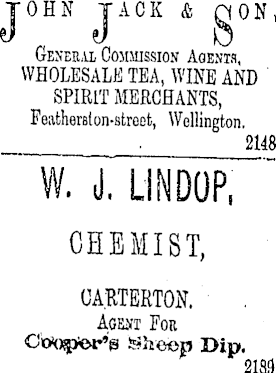 JOHN JACK & SON,
GENERAL COMMISSION AGENTS,
WHOLESALE TEA, WINE AND
SPIRIT MERCHANTS,
Featherston-street, Wellington.
2148
W. J. LINDOP,
CHEMIST,
CARTERTON.
AGENT FOR
Cooper's Sheep Dip.
2189